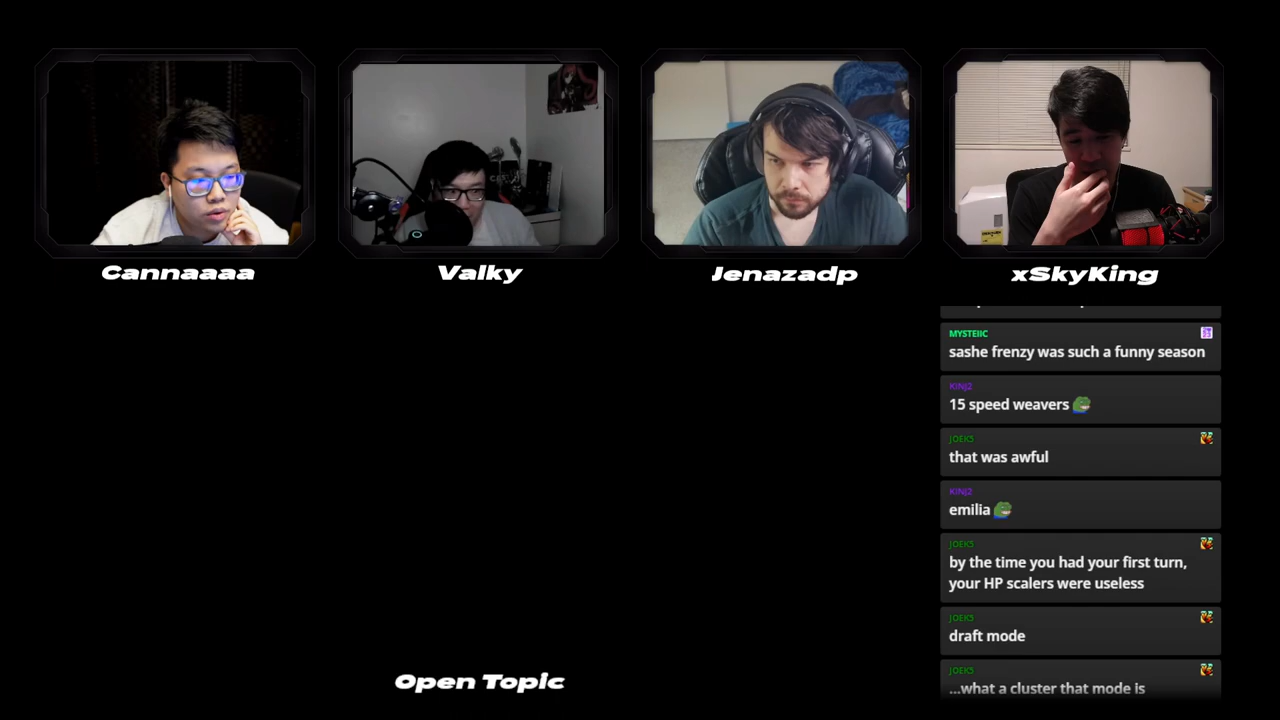 Cannaaaa
Valky
Jenazadp
xSkyKing
MYSTEIIC
sashe frenzy was such a funny season
KINJ2
15 speed weavers
JOEK5
that was awful
KINJ2
emilia
JOEK5
by the time you had your first turn,
your HP scalers were useless
JOEK5
draft mode
JOEK5
...what a cluster that mode is
Open Topic